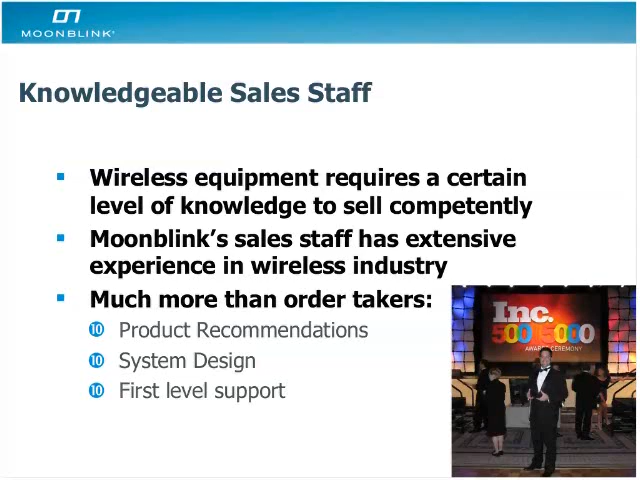 MOONBLINK
Knowledgeable Sales Staff
▪ Wireless equipment requires a certain
level of knowledge to sell competently
▪ Moonblink’s sales staff has extensive
experience in wireless industry
▪ Much more than order takers:
❿ Product Recommendations
❿ System Design
❿ First level support
Inc.
500|5000
AWARDS CEREMONY